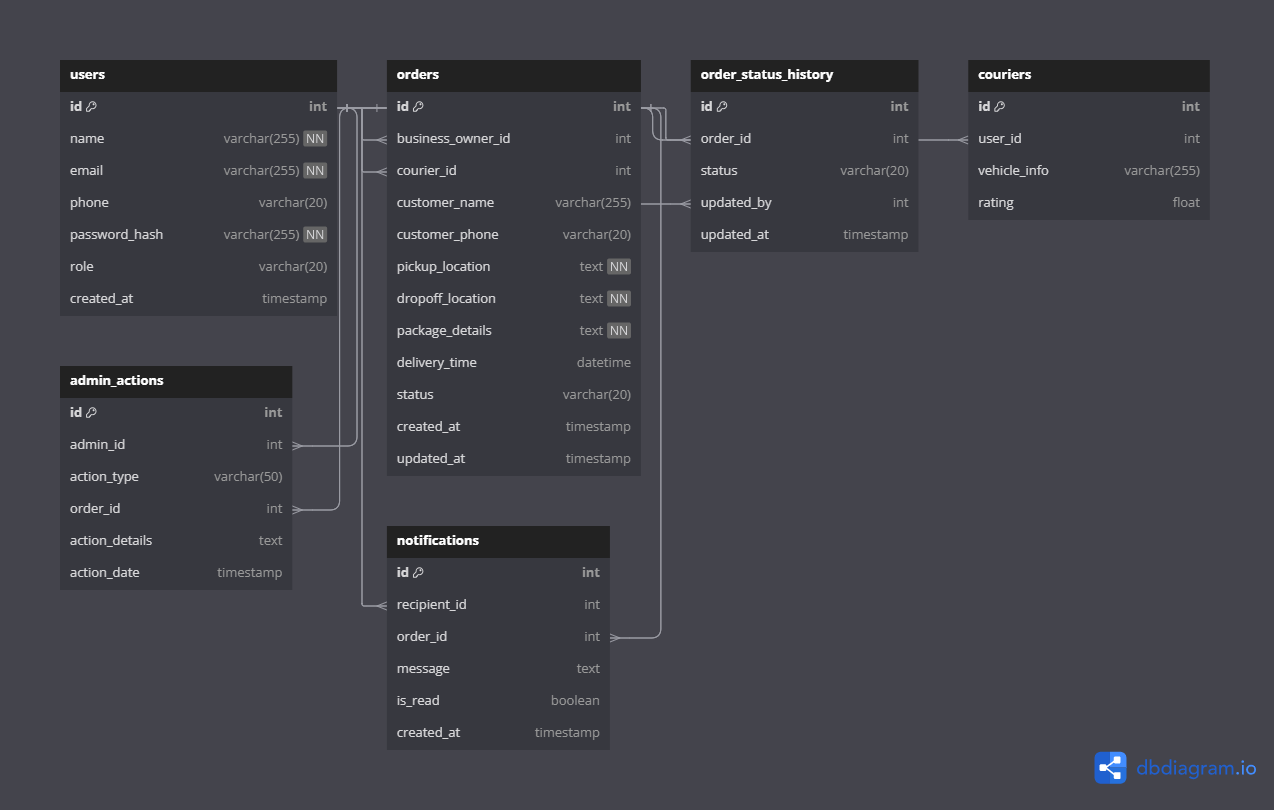 users
id int
name varchar(255) NN
email varchar(255) NN
phone varchar(20)
password_hash varchar(255) NN
role varchar(20)
created_at timestamp
orders
id int
business_owner_id int
courier_id int
customer_name varchar(255)
customer_phone varchar(20)
pickup_location text NN
dropoff_location text NN
package_details text NN
delivery_time datetime
status varchar(20)
created_at timestamp
updated_at timestamp
order_status_history
id int
order_id int
status varchar(20)
updated_by int
updated_at timestamp
couriers
id int
user_id int
vehicle_info varchar(255)
rating float
admin_actions
id int
admin_id int
action_type varchar(50)
order_id int
action_details text
action_date timestamp
notifications
id int
recipient_id int
order_id int
message text
is_read boolean
created_at timestamp
dbdiagram.io